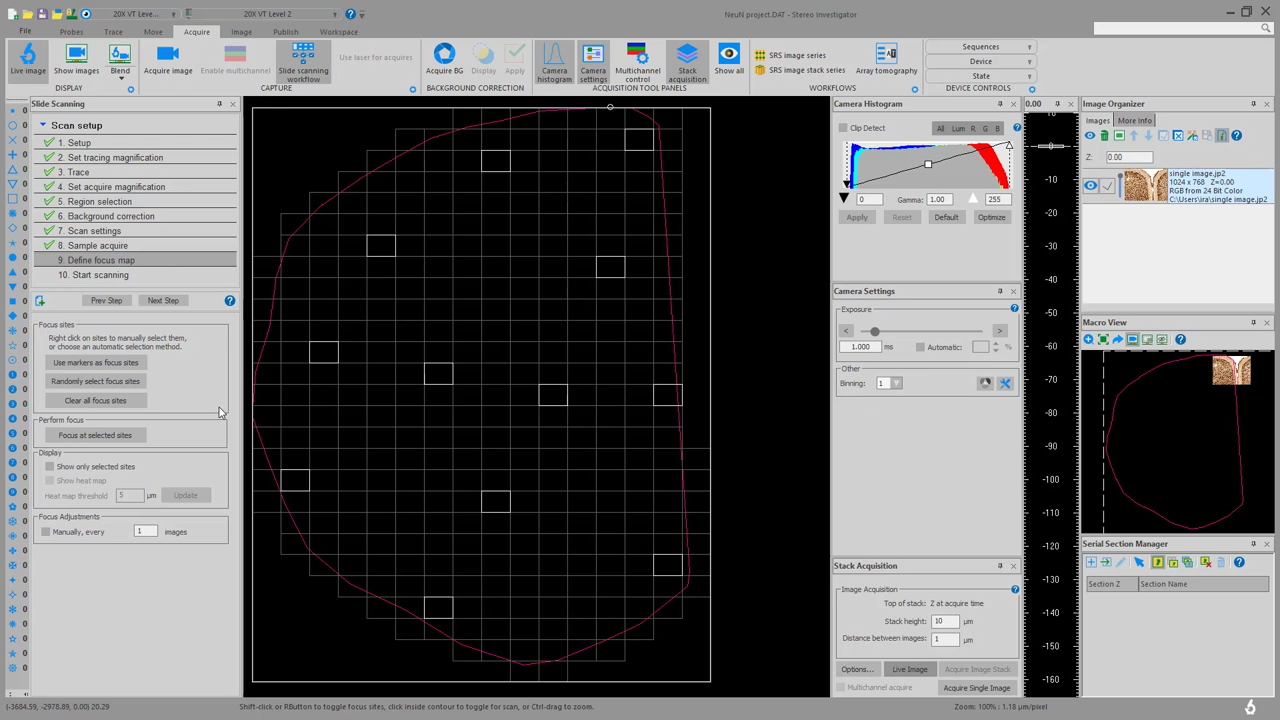 20X VT Leve...
20X VT Level 2
NeuN project.DAT - Stereo Investigator
File
Probes
Trace
Move
Acquire
Image
Publish
Workspace
Live image
Show images
Blend
Acquire image
Enable multichannel
Slide scanning workflow
Use laser for acquires
Acquire BG
Display
Apply
Camera histogram
Camera settings
Multichannel control
Stack acquisition
Show all
SRS image series
SRS image stack series
Array tomography
Sequences
Device
State
DISPLAY
CAPTURE
BACKGROUND CORRECTION
ACQUISITION TOOL PANELS
WORKFLOWS
DEVICE CONTROLS
Slide Scanning
Scan setup
1. Setup
2. Set tracing magnification
3. Trace
4. Set acquire magnification
5. Region selection
6. Background correction
7. Scan settings
8. Sample acquire
9. Define focus map
10. Start scanning
Prev Step
Next Step
Focus sites
Right click on sites to manually select them,
or choose an automatic selection method.
Use markers as focus sites
Randomly select focus sites
Clear all focus sites
Perform focus
Focus at selected sites
Display
Show only selected sites
Show heat map
Heat map threshold 5 µm Update
Focus Adjustments
Manually, every 1 images
Camera Histogram
Clip Detect
All Lum R G B
0 Gamma: 1.00 255
Apply Reset Default Optimize
Camera Settings
Exposure
< >
1.000 ms Automatic: %
Other
Binning: 1
Stack Acquisition
Image Acquisition
Top of stack: Z at acquire time
Stack height: 10 µm
Distance between images: 1 µm
Options... Live Image Acquire Image Stack
Multichannel acquire Acquire Single Image
0.00
10
0
-10
-20
-30
-40
-50
-60
-70
-80
-90
-100
-110
-120
-130
-140
-150
-160
Image Organizer
Images More Info
Z: 0.00
single image.jp2
1024 x 768 Z=0.00
RGB from 24 Bit Color
C:\Users\ira\single image.jp2
Macro View
Serial Section Manager
Section Z Section Name
(-3684.59, -2978.89, 0.00) 20.29
Shift-click or RButton to toggle focus sites, click inside contour to toggle for scan, or Ctrl-drag to zoom.
Zoom: 100% : 1.18 µm/pixel